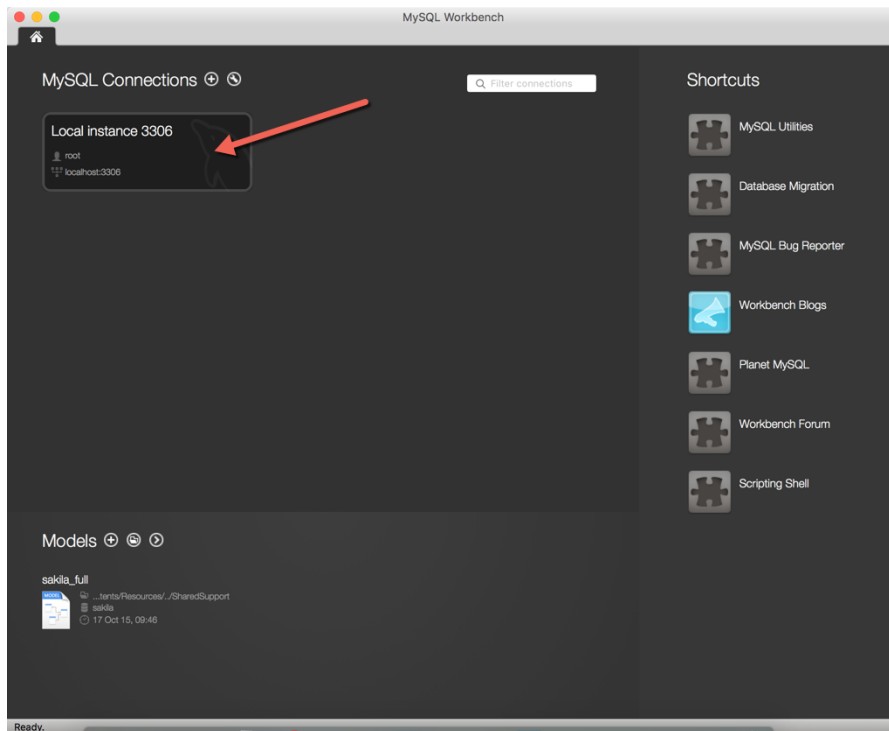 MySQL Workbench
MySQL Connections
Filter connections
Local instance 3306
root
localhost:3306
Shortcuts
MySQL Utilities
Database Migration
MySQL Bug Reporter
Workbench Blogs
Planet MySQL
Workbench Forum
Scripting Shell
Models
sakila_full
MODEL
...tents/Resources/../SharedSupport
sakila
17 Oct 15, 09:46
Ready.